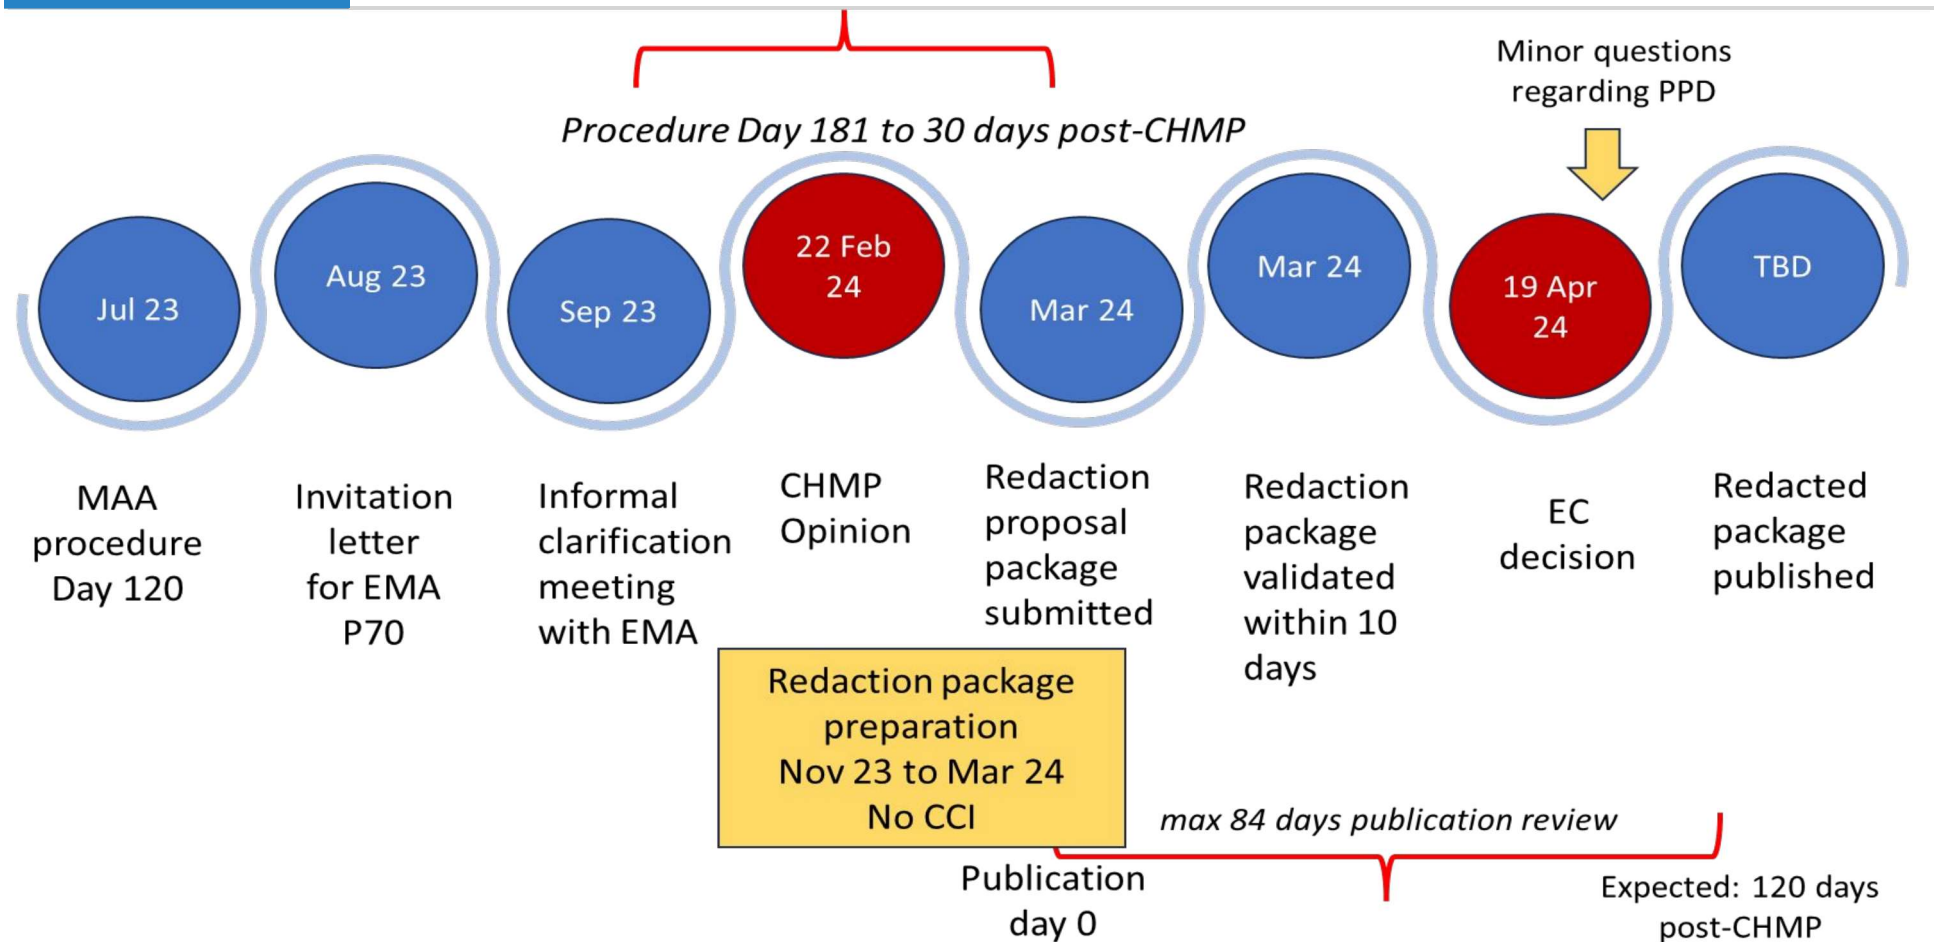 Minor questions
regarding PPD
Procedure Day 181 to 30 days post-CHMP
Jul 23
Aug 23
Sep 23
22 Feb
24
Mar 24
Mar 24
19 Apr
24
TBD
MAA
procedure
Day 120
Invitation
letter
for EMA
P70
Informal
clarification
meeting
with EMA
CHMP
Opinion
Redaction
proposal
package
submitted
Redaction
package
validated
within 10
days
EC
decision
Redacted
package
published
Redaction package
preparation
Nov 23 to Mar 24
No CCI
max 84 days publication review
Publication
day 0
Expected: 120 days
post-CHMP